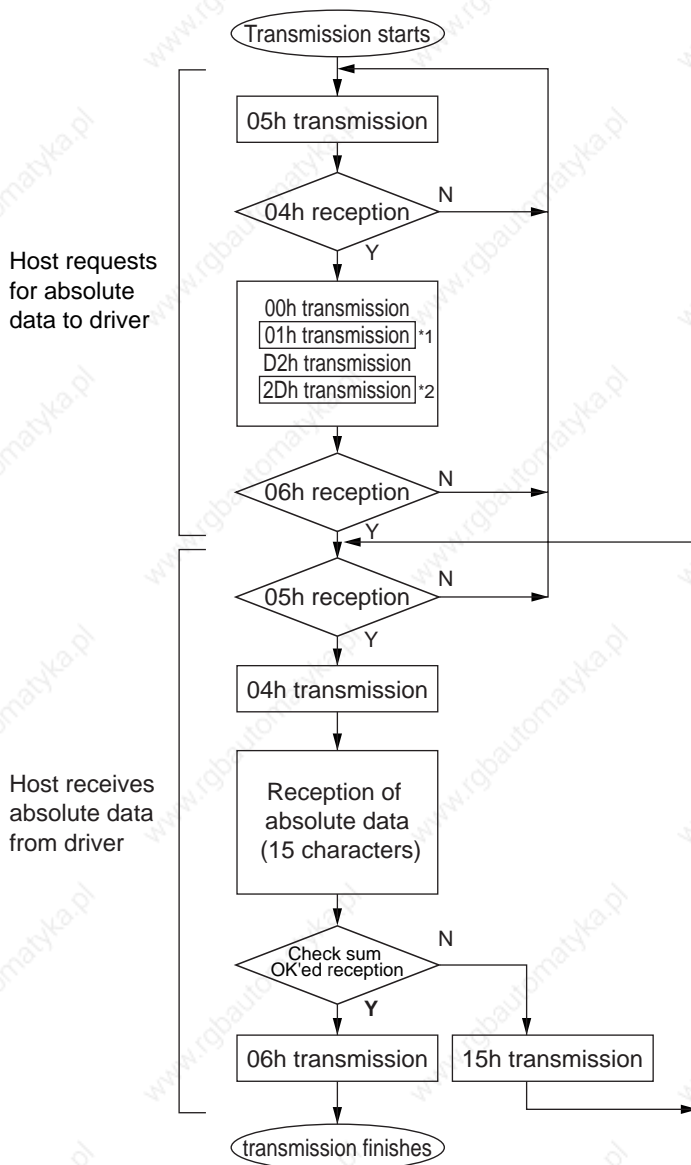 Transmission starts
05h transmission
04h reception
N
Y
Host requests
for absolute
data to driver
00h transmission
01h transmission *1
D2h transmission
2Dh transmission *2
06h reception
N
Y
05h reception
N
Y
04h transmission
Host receives
absolute data
from driver
Reception of
absolute data
(15 characters)
Check sum
OK'ed reception
N
Y
06h transmission
15h transmission
transmission finishes
www.rgbautomatyka.pl